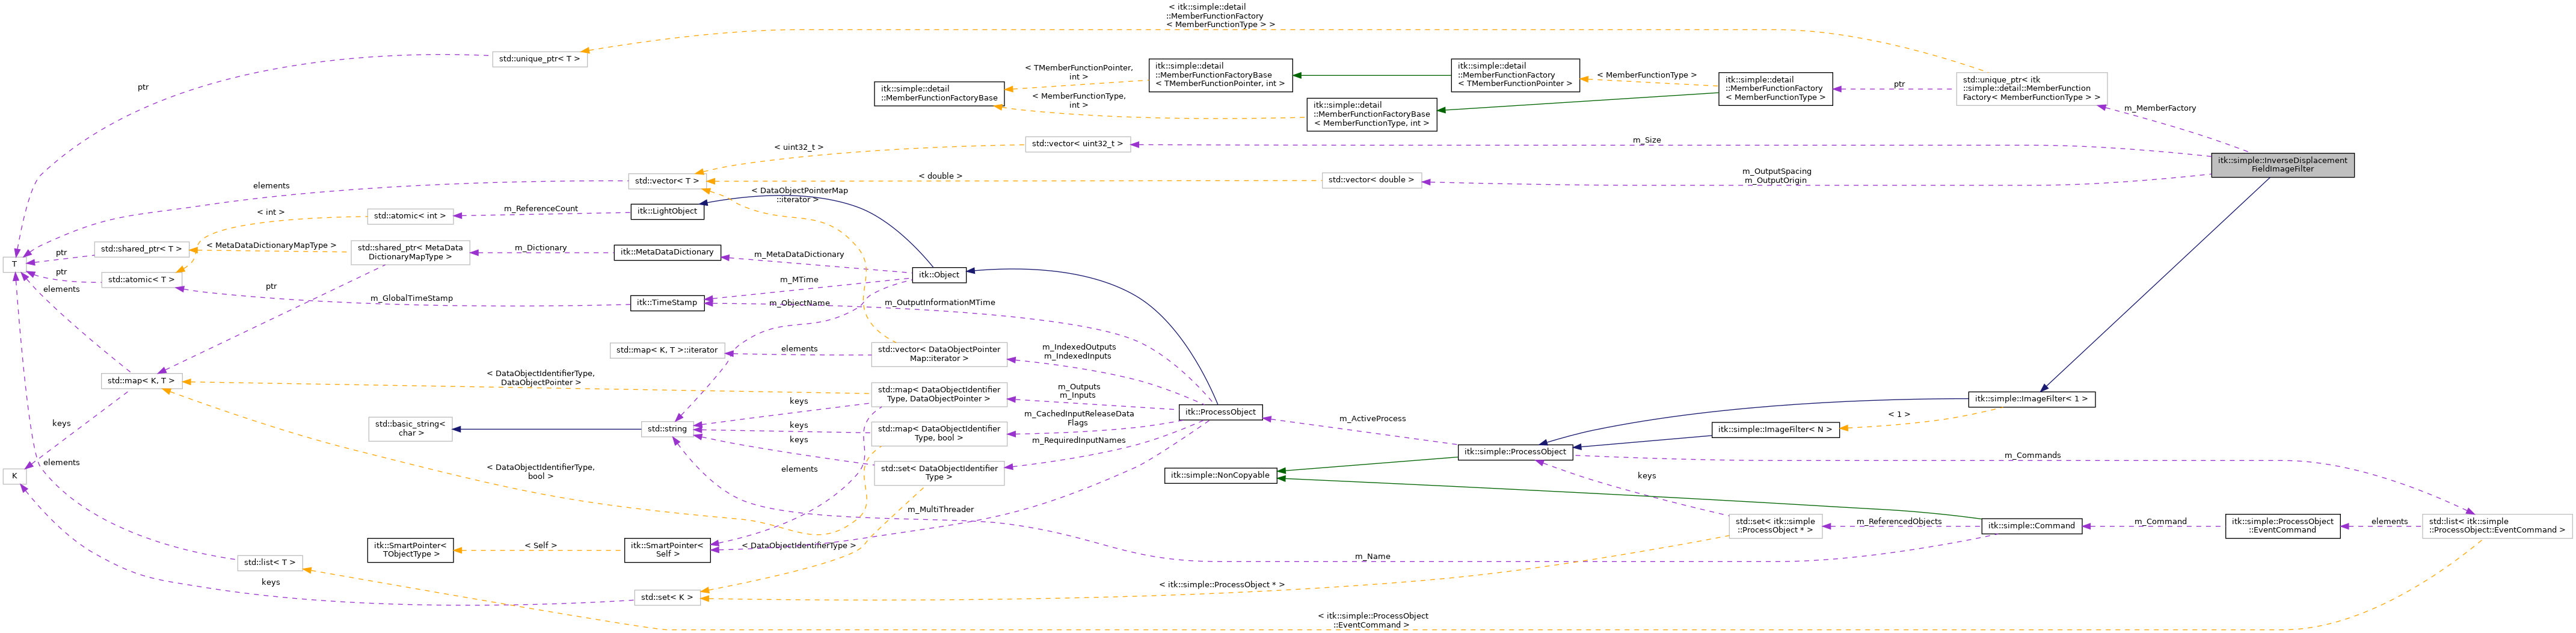 < itk::simple::detail
::MemberFunctionFactory
< MemberFunctionType > >
std::unique_ptr< T >
ptr
itk::simple::detail
::MemberFunctionFactoryBase
< TMemberFunctionPointer,
int >
itk::simple::detail
::MemberFunctionFactoryBase
< TMemberFunctionPointer, int >
itk::simple::detail
::MemberFunctionFactory
< TMemberFunctionPointer >
< MemberFunctionType >
itk::simple::detail
::MemberFunctionFactory
< MemberFunctionType >
ptr
std::unique_ptr< itk
::simple::detail::MemberFunction
Factory< MemberFunctionType > >
m_MemberFactory
< MemberFunctionType,
int >
itk::simple::detail
::MemberFunctionFactoryBase
< MemberFunctionType, int >
< uint32_t >
std::vector< uint32_t >
m_Size
itk::simple::InverseDisplacement
FieldImageFilter
elements
std::vector< T >
< double >
std::vector< double >
m_OutputSpacing
m_OutputOrigin
< DataObjectPointerMap
::iterator >
< int >
std::atomic< int >
m_ReferenceCount
itk::LightObject
std::shared_ptr< T >
< MetaDataDictionaryMapType >
std::shared_ptr< MetaData
DictionaryMapType >
m_Dictionary
itk::MetaDataDictionary
m_MetaDataDictionary
itk::Object
T
ptr
ptr
std::atomic< T >
elements
ptr
m_GlobalTimeStamp
itk::TimeStamp
m_MTime
m_ObjectName
m_OutputInformationMTime
std::map< K, T >::iterator
elements
std::vector< DataObjectPointer
Map::iterator >
m_IndexedOutputs
m_IndexedInputs
std::map< K, T >
< DataObjectIdentifierType,
DataObjectPointer >
std::map< DataObjectIdentifier
Type, DataObjectPointer >
m_Outputs
m_Inputs
itk::ProcessObject
m_ActiveProcess
itk::simple::ImageFilter< 1 >
< 1 >
itk::simple::ImageFilter< N >
keys
std::basic_string<
char >
std::string
keys
keys
keys
std::map< DataObjectIdentifier
Type, bool >
m_CachedInputReleaseData
Flags
m_RequiredInputNames
itk::simple::ProcessObject
m_Commands
elements
K
< DataObjectIdentifierType,
bool >
elements
std::set< DataObjectIdentifier
Type >
itk::simple::NonCopyable
keys
m_MultiThreader
std::set< itk::simple
::ProcessObject * >
m_ReferencedObjects
itk::simple::Command
m_Command
itk::simple::ProcessObject
::EventCommand
elements
std::list< itk::simple
::ProcessObject::EventCommand >
itk::SmartPointer<
TObjectType >
< Self >
itk::SmartPointer<
Self >
< DataObjectIdentifierType >
m_Name
std::list< T >
keys
std::set< K >
< itk::simple::ProcessObject * >
< itk::simple::ProcessObject
::EventCommand >